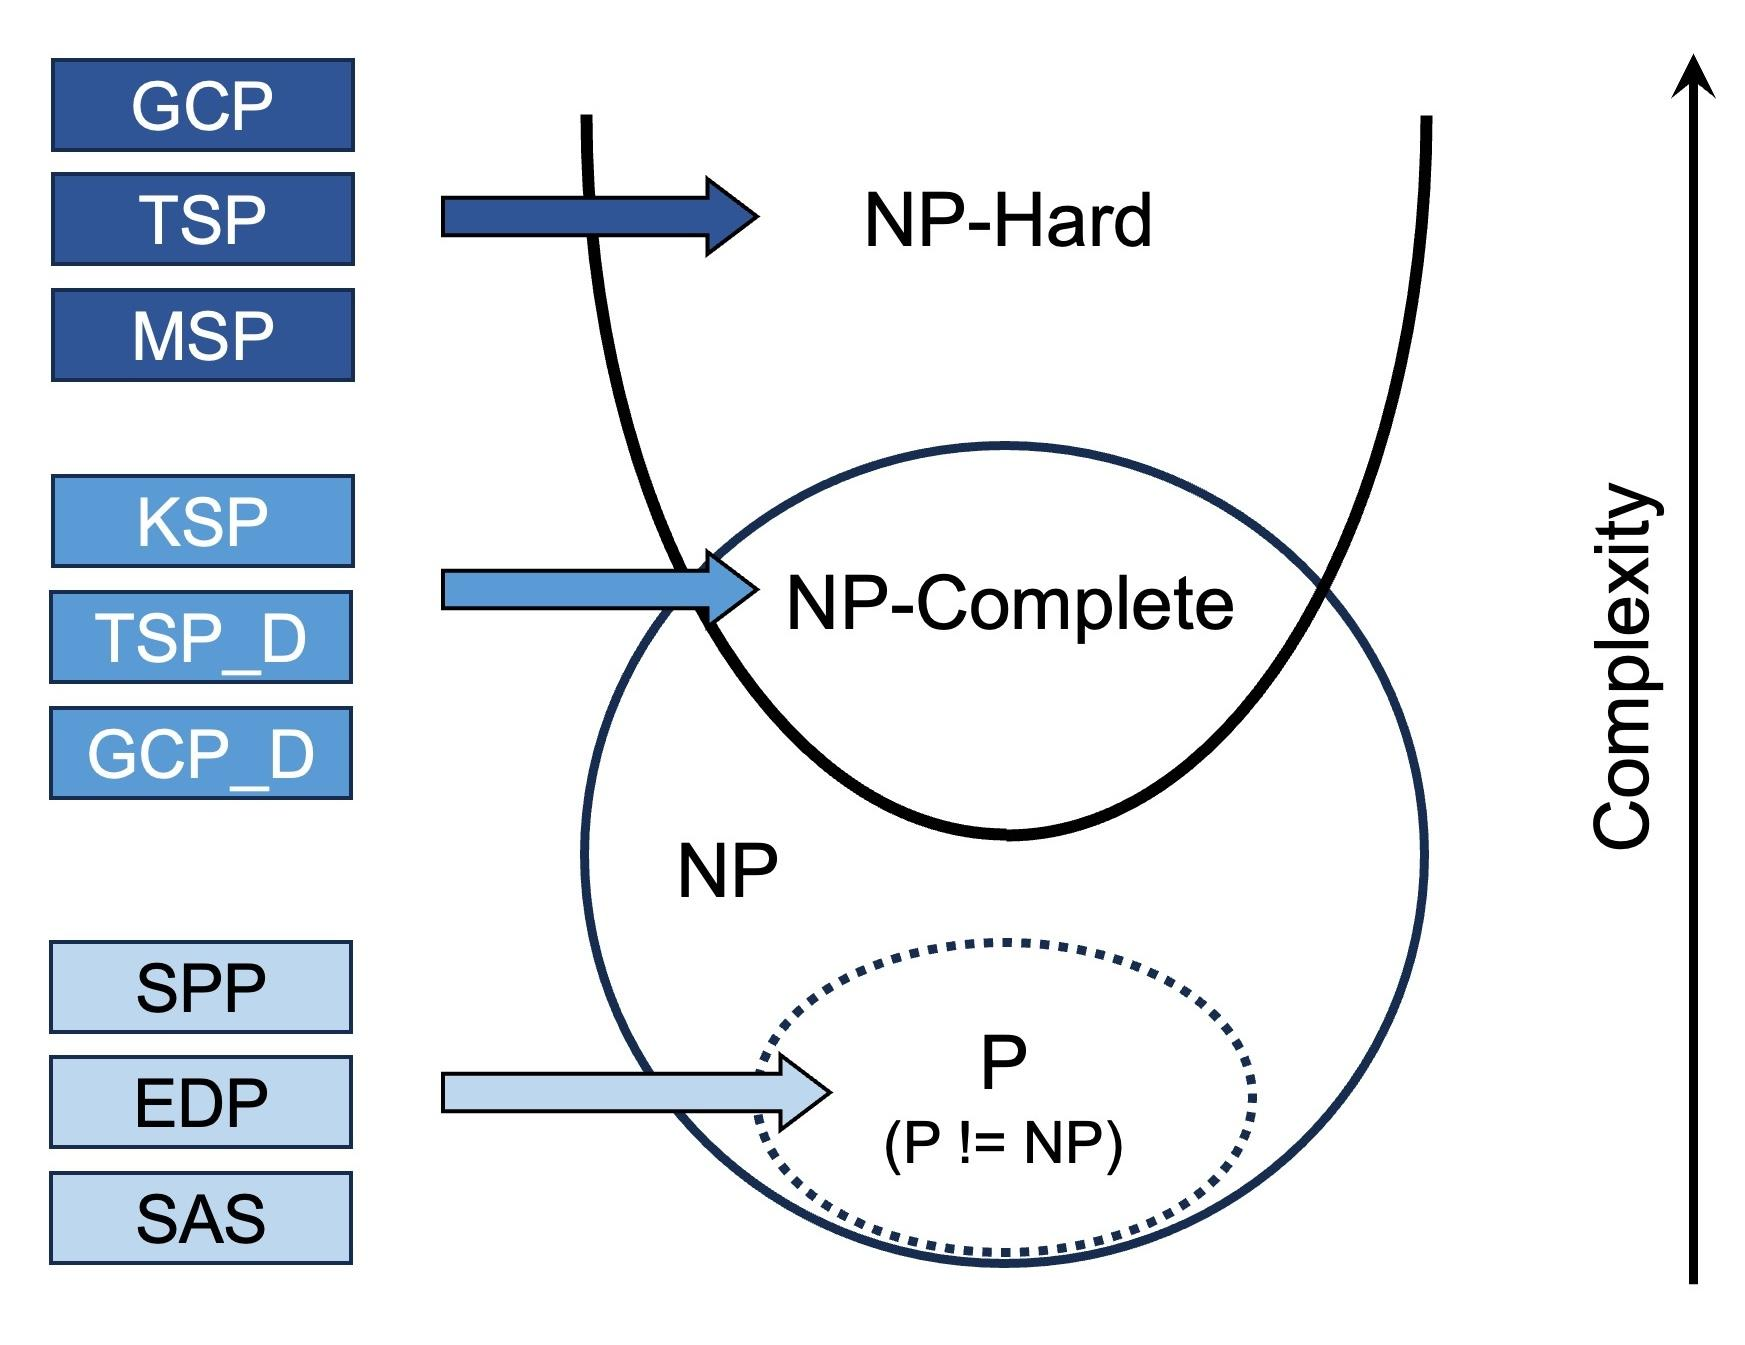 GCP
TSP
MSP
NP-Hard
KSP
TSP_D
GCP_D
NP-Complete
NP
SPP
EDP
SAS
P
(P != NP)
Complexity